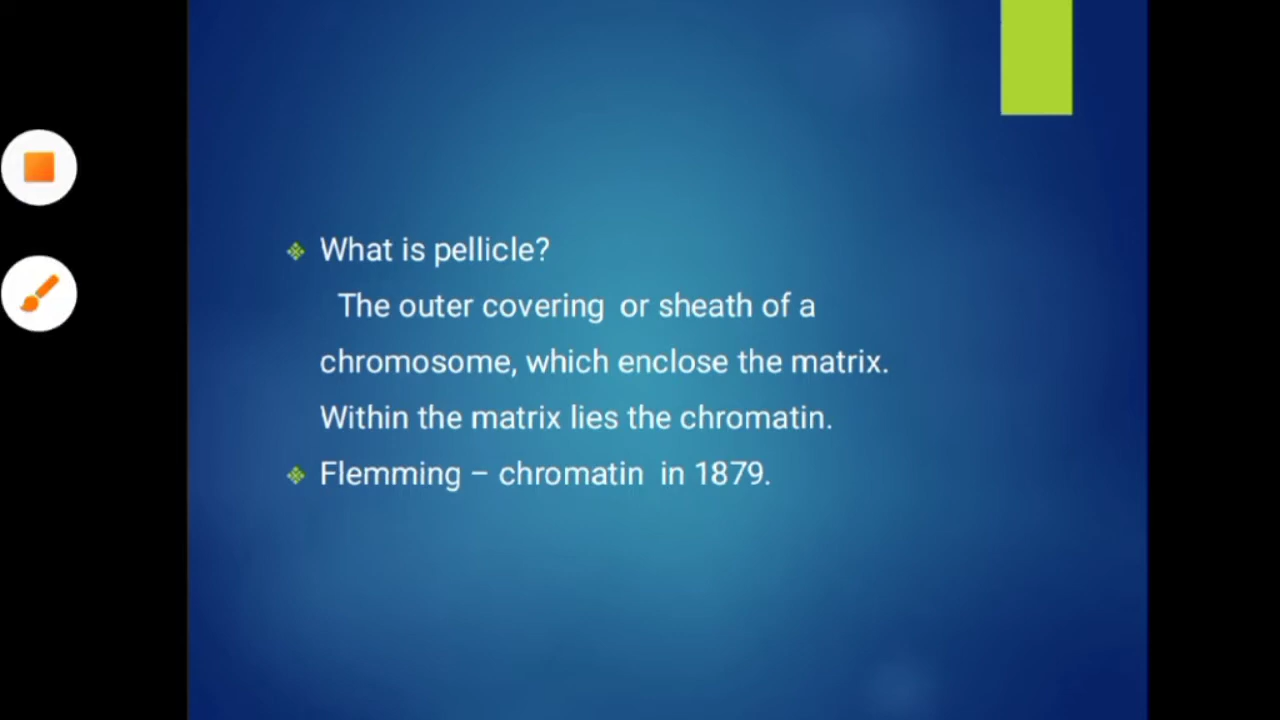 What is pellicle?
The outer covering or sheath of a
chromosome, which enclose the matrix.
Within the matrix lies the chromatin.
Flemming – chromatin in 1879.